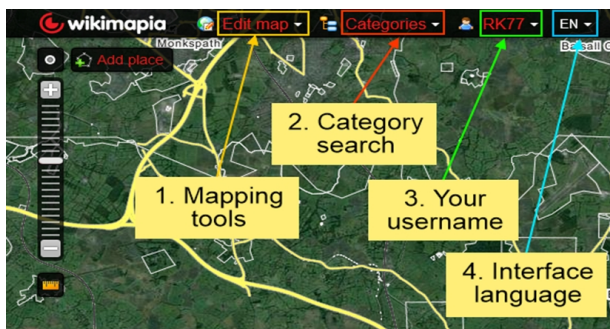 wikimapia Edit map Categories RK77 EN
Monkspath
Add place
2. Category
search
1. Mapping
tools
3. Your
username
4. Interface
language